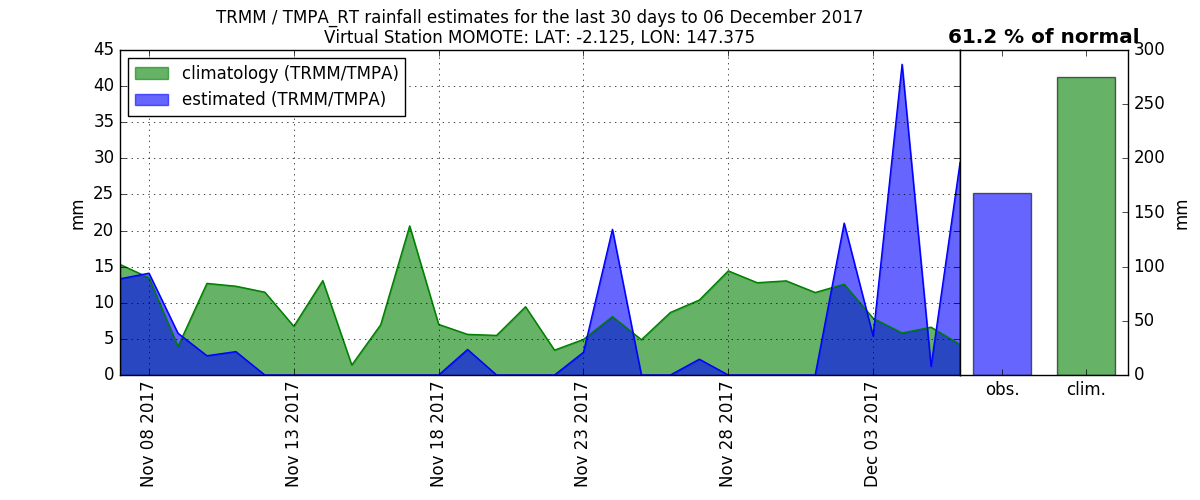 TRMM / TMPA_RT rainfall estimates for the last 30 days to 06 December 2017
Virtual Station MOMOTE: LAT: -2.125, LON: 147.375
61.2 % of normal
climatology (TRMM/TMPA)
estimated (TRMM/TMPA)
mm
45
40
35
30
25
20
15
10
5
0
Nov 08 2017
Nov 13 2017
Nov 18 2017
Nov 23 2017
Nov 28 2017
Dec 03 2017
obs.
clim.
300
250
200
150
100
50
0
mm